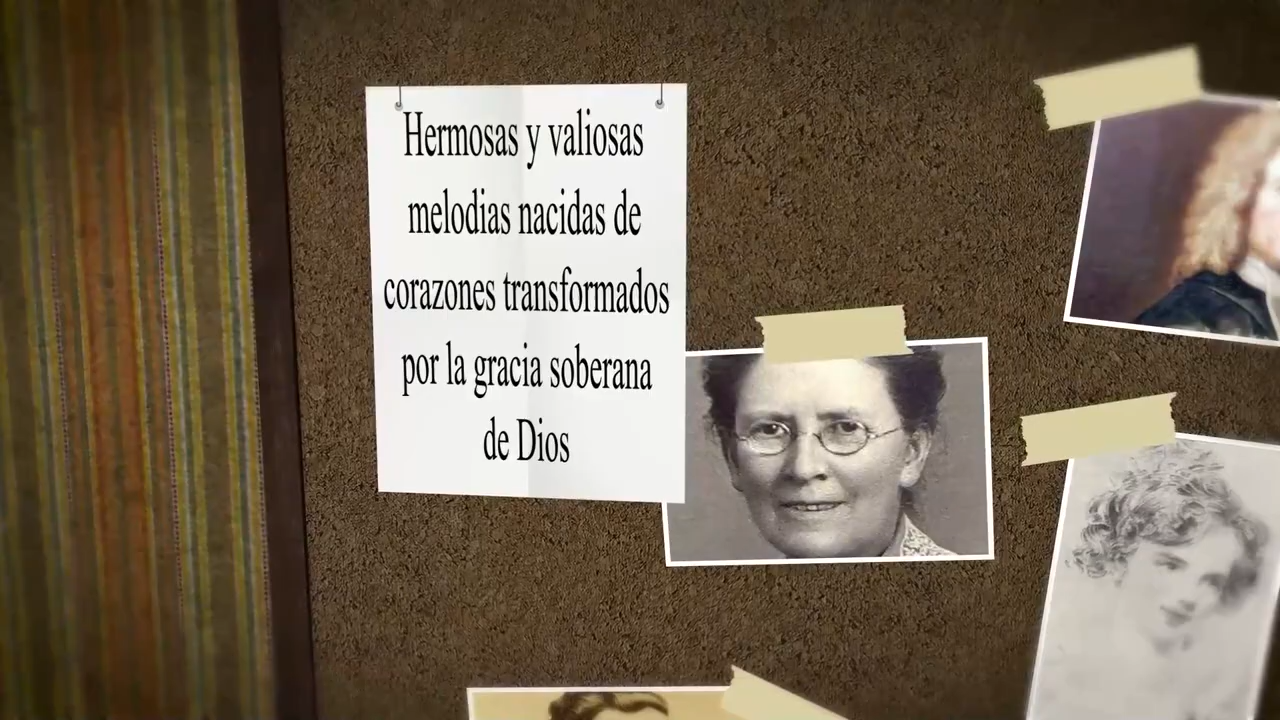 Hermosas y valiosas
melodias nacidas de
corazones transformados
por la gracia soberana
de Dios